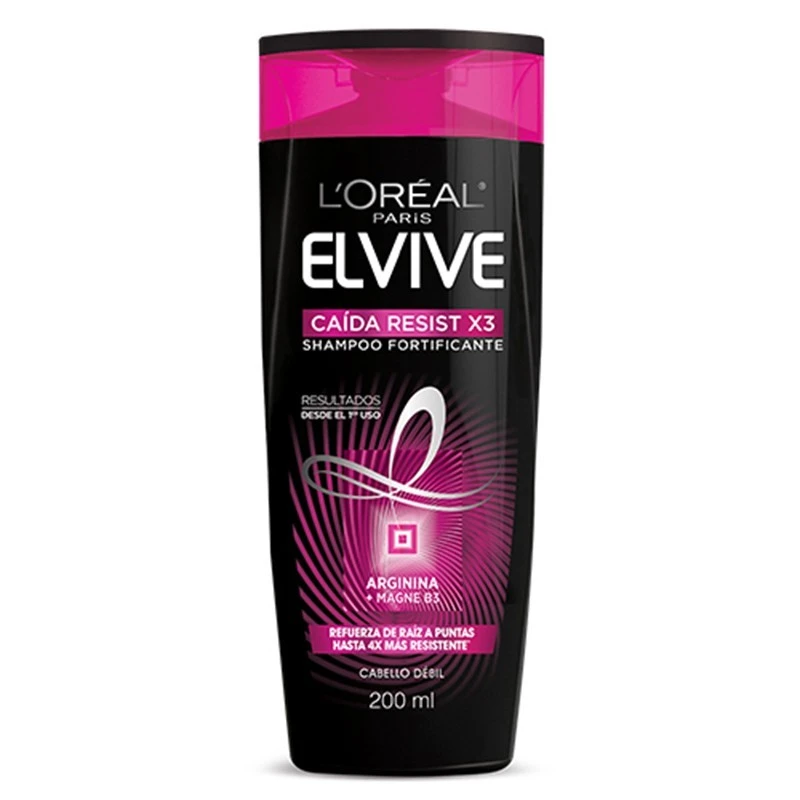 L'ORÉAL®
PARIS
ELVIVE
CAÍDA RESIST X3
SHAMPOO FORTIFICANTE
RESULTADOS
DESDE EL 1ER USO
ARGININA
+ MAGNE B3
REFUERZA DE RAÍZ A PUNTAS
HASTA 4X MÁS RESISTENTE*
CABELLO DÉBIL
200 ml